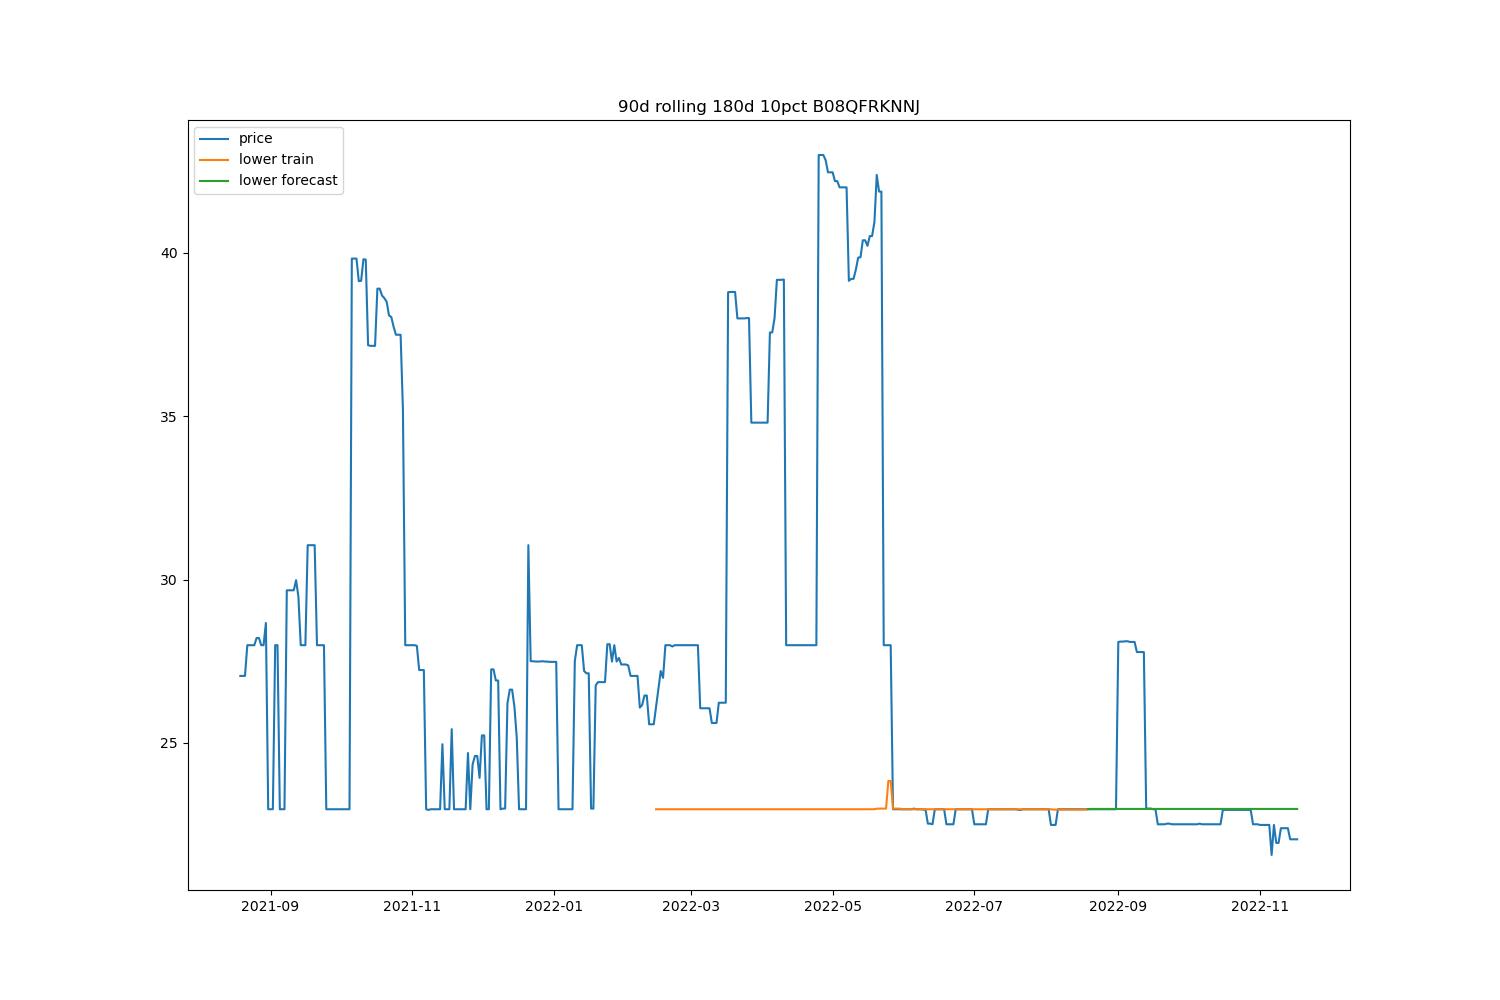 90d rolling 180d 10pct B08QFRKNNJ
price
lower train
lower forecast
40
35
30
25
2021-09 2021-11 2022-01 2022-03 2022-05 2022-07 2022-09 2022-11